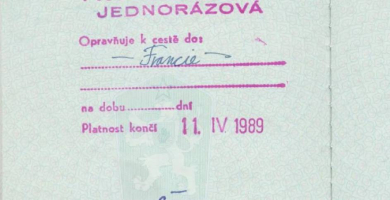 JEDNORÁZOVÁ
Opravňuje k cestě do:
— Francie —
na dobu.............dní
Platnost končí 11. IV 1989